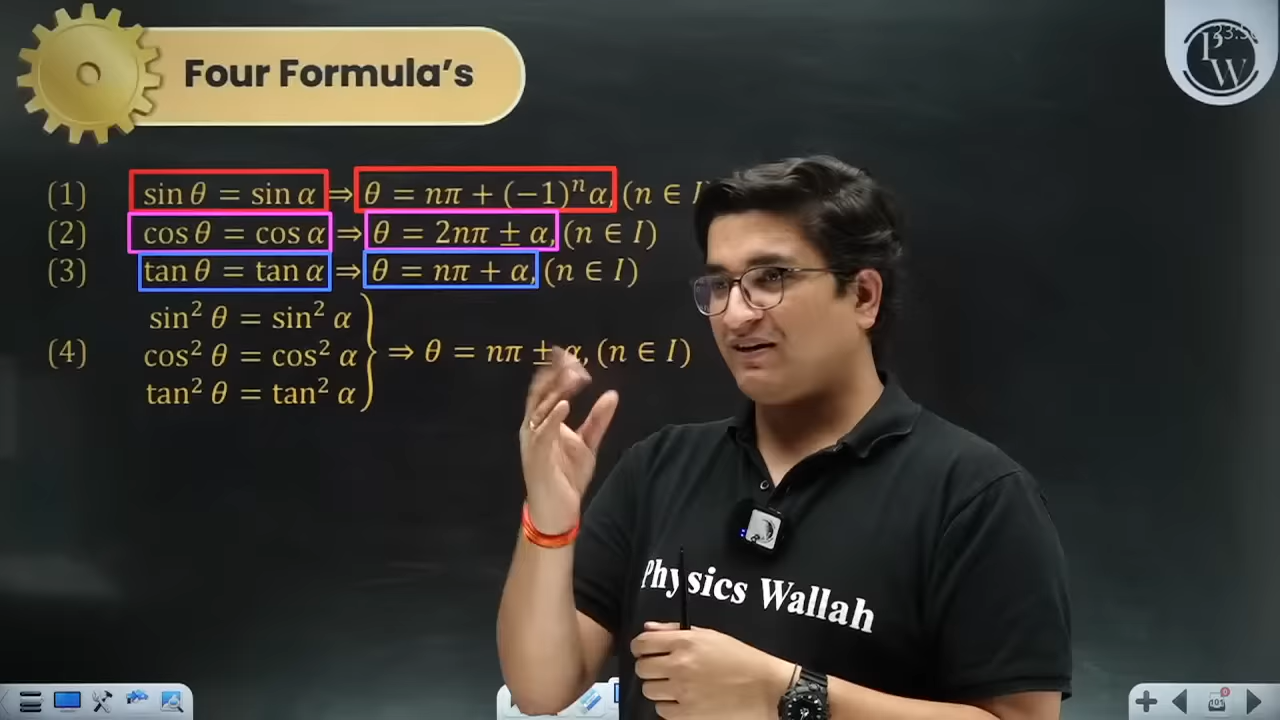 Four Formula’s
(1) sin θ = sin α ⇒ θ = nπ + (−1)ⁿα, (n ∈ I
(2) cos θ = cos α ⇒ θ = 2nπ ± α, (n ∈ I)
(3) tan θ = tan α ⇒ θ = nπ + α, (n ∈ I)
sin² θ = sin² α
(4) cos² θ = cos² α ⇒ θ = nπ ± α, (n ∈ I)
tan² θ = tan² α
PW
Physics Wallah